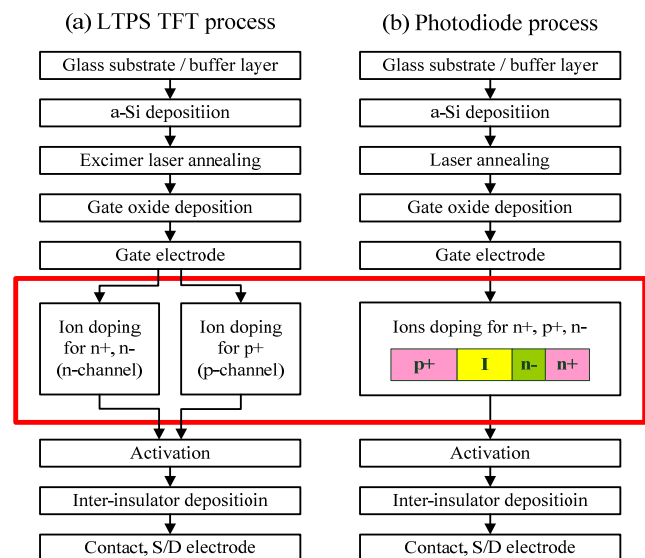 (a) LTPS TFT process
Glass substrate / buffer layer
a-Si depositiion
Excimer laser annealing
Gate oxide deposition
Gate electrode
Ion doping
for n+, n-
(n-channel)
Ion doping
for p+
(p-channel)
Activation
Inter-insulator depositioin
Contact, S/D electrode
(b) Photodiode process
Glass substrate / buffer layer
a-Si depositiion
Laser annealing
Gate oxide deposition
Gate electrode
Ions doping for n+, p+, n-
p+ I n- n+
Activation
Inter-insulator depositioin
Contact, S/D electrode